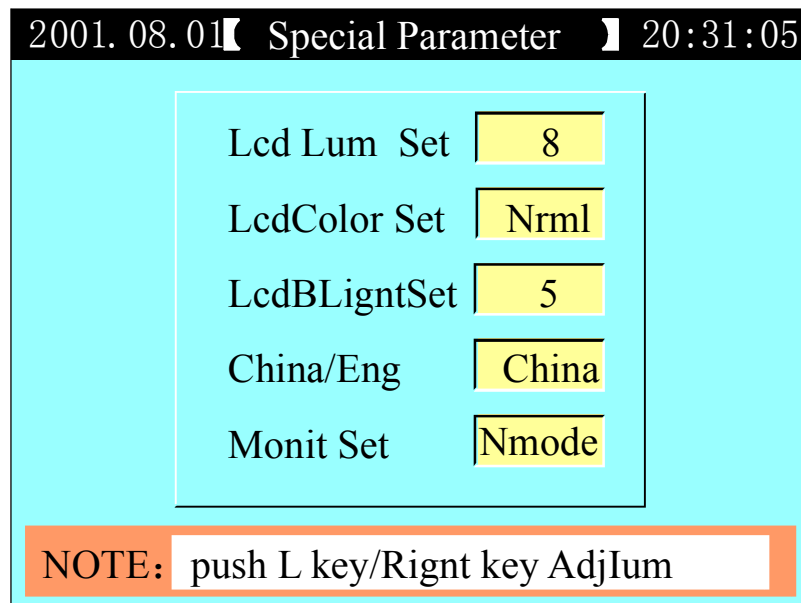 2001. 08. 01【 Special Parameter 】 20:31:05
Lcd Lum Set 8
LcdColor Set Nrml
LcdBLigntSet 5
China/Eng China
Monit Set Nmode
NOTE： push L key/Rignt key AdjIum